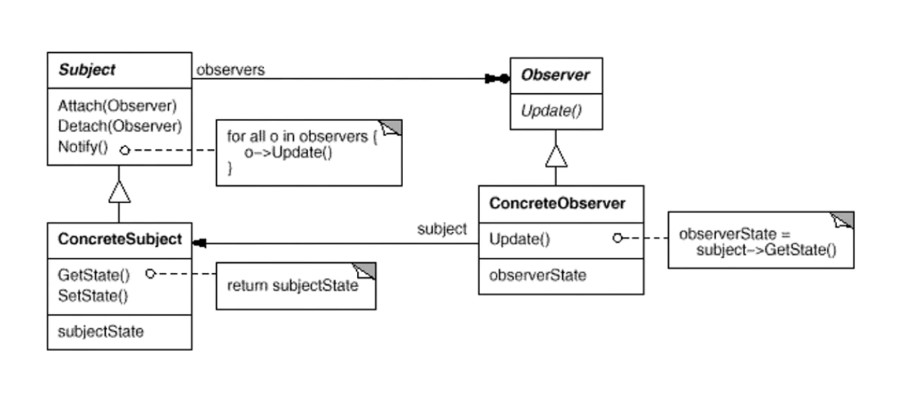 Subject
observers
Observer
Attach(Observer)
Detach(Observer)
Notify()
Update()
for all o in observers {
o->Update()
}
ConcreteSubject
subject
ConcreteObserver
GetState()
SetState()
return subjectState
Update()
observerState =
subject->GetState()
subjectState
observerState